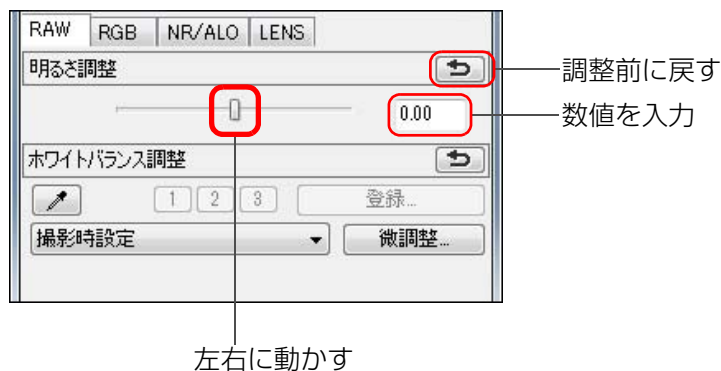 RAW RGB NR/ALO LENS
明るさ調整
調整前に戻す
0.00
数値を入力
ホワイトバランス調整
1 2 3 登録...
撮影時設定 微調整...
左右に動かす